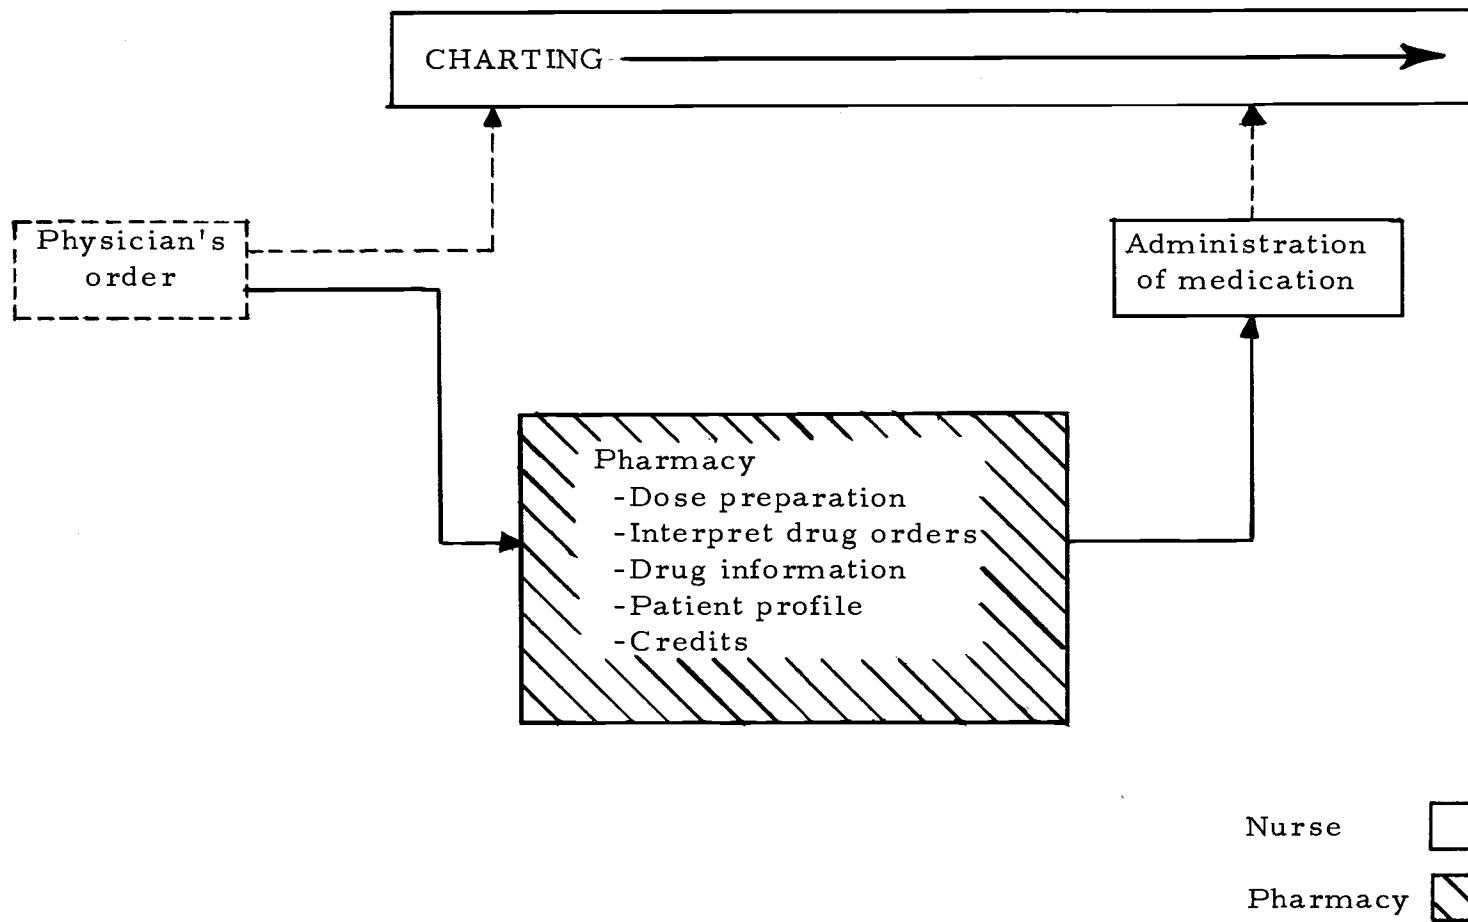 CHARTING
Physician's
order
Administration
of medication
Pharmacy
-Dose preparation
-Interpret drug orders
-Drug information
-Patient profile
-Credits
Nurse
Pharmacy